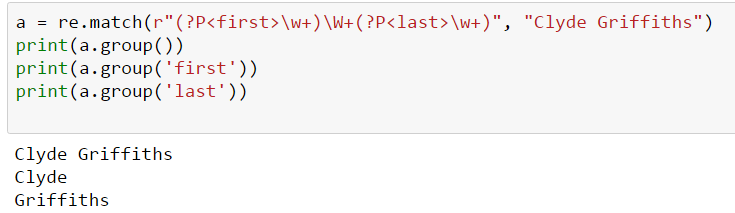 a = re.match(r"(?P<first>\w+)\W+(?P<last>\w+)", "Clyde Griffiths")
print(a.group())
print(a.group('first'))
print(a.group('last'))
Clyde Griffiths
Clyde
Griffiths